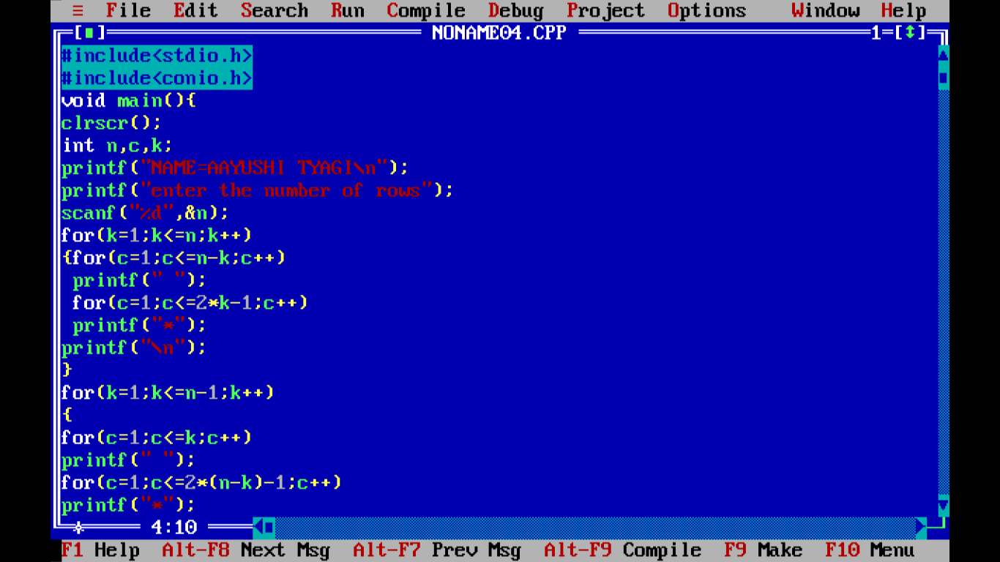 ≡ File Edit Search Run Compile Debug Project Options Window Help
[■] NONAME04.CPP 1=[↕]
#include<stdio.h>
#include<conio.h>
void main(){
clrscr();
int n,c,k;
printf("NAME=AAYUSHI TYAGI\n");
printf("enter the number of rows");
scanf("%d",&n);
for(k=1;k<=n;k++)
{for(c=1;c<=n-k;c++)
 printf(" ");
 for(c=1;c<=2*k-1;c++)
 printf("*");
printf("\n");
}
for(k=1;k<=n-1;k++)
{
for(c=1;c<=k;c++)
printf(" ");
for(c=1;c<=2*(n-k)-1;c++)
printf("*");
4:10
F1 Help Alt-F8 Next Msg Alt-F7 Prev Msg Alt-F9 Compile F9 Make F10 Menu